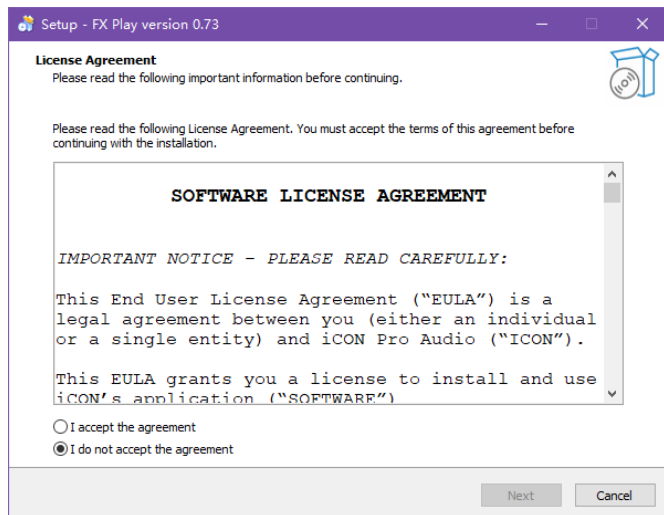 Setup - FX Play version 0.73
License Agreement
Please read the following important information before continuing.
Please read the following License Agreement. You must accept the terms of this agreement before
continuing with the installation.
SOFTWARE LICENSE AGREEMENT
IMPORTANT NOTICE – PLEASE READ CAREFULLY:
This End User License Agreement (“EULA”) is a
legal agreement between you (either an individual
or a single entity) and iCON Pro Audio (“ICON”).
This EULA grants you a license to install and use
iCON’s application (“SOFTWARE”)
I accept the agreement
I do not accept the agreement
Next
Cancel